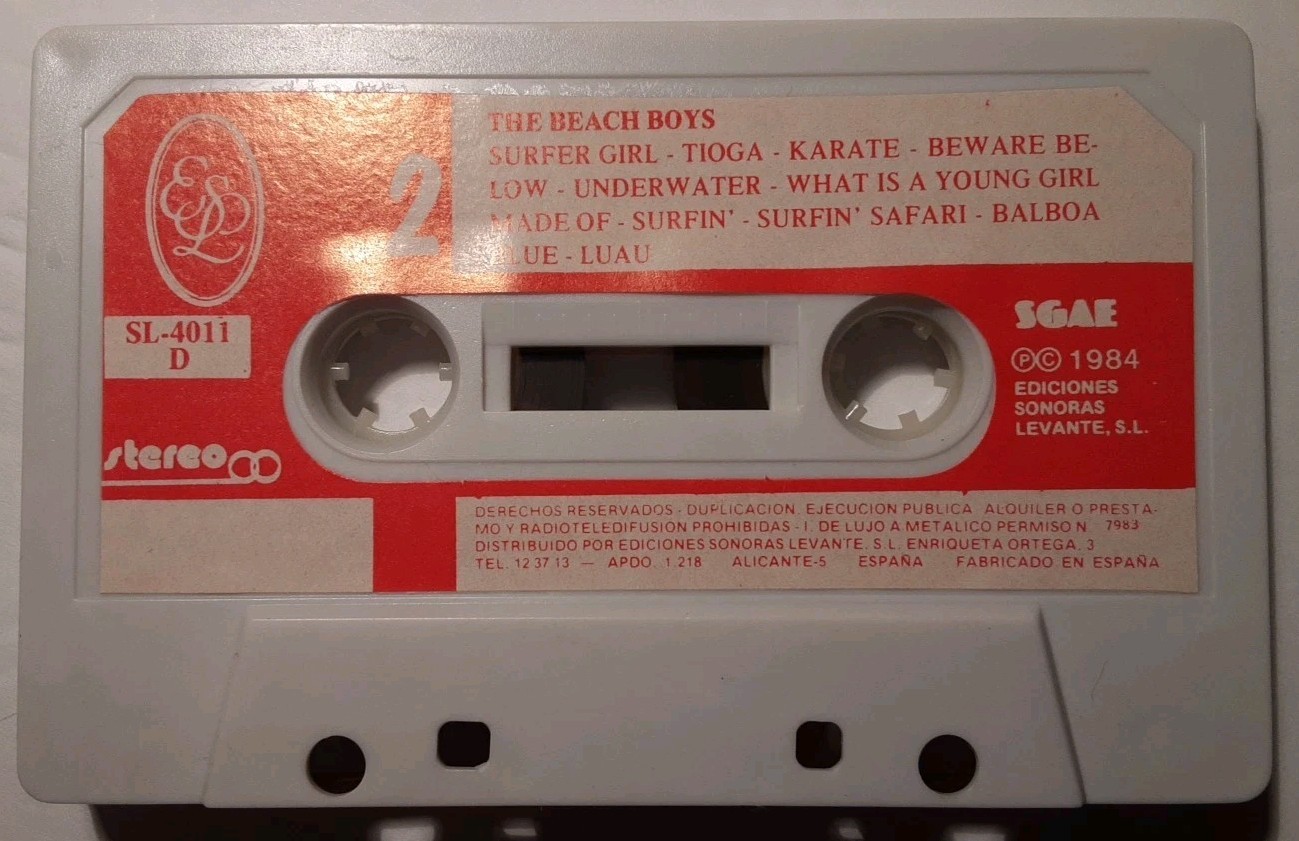 ESL
2
THE BEACH BOYS
SURFER GIRL - TIOGA - KARATE - BEWARE BE-
LOW - UNDERWATER - WHAT IS A YOUNG GIRL
MADE OF - SURFIN' - SURFIN' SAFARI - BALBOA
BLUE - LUAU
SL-4011
D
stereo
SGAE
Ⓟ© 1984
EDICIONES
SONORAS
LEVANTE, S.L.
DERECHOS RESERVADOS - DUPLICACION. EJECUCION PUBLICA ALQUILER O PRESTA-
MO Y RADIOTELEDIFUSION PROHIBIDAS - I. DE LUJO A METALICO PERMISO N 7983
DISTRIBUIDO POR EDICIONES SONORAS LEVANTE. S.L. ENRIQUETA ORTEGA. 3
TEL. 12 37 13 — APDO. 1.218 ALICANTE-5 ESPAÑA FABRICADO EN ESPAÑA